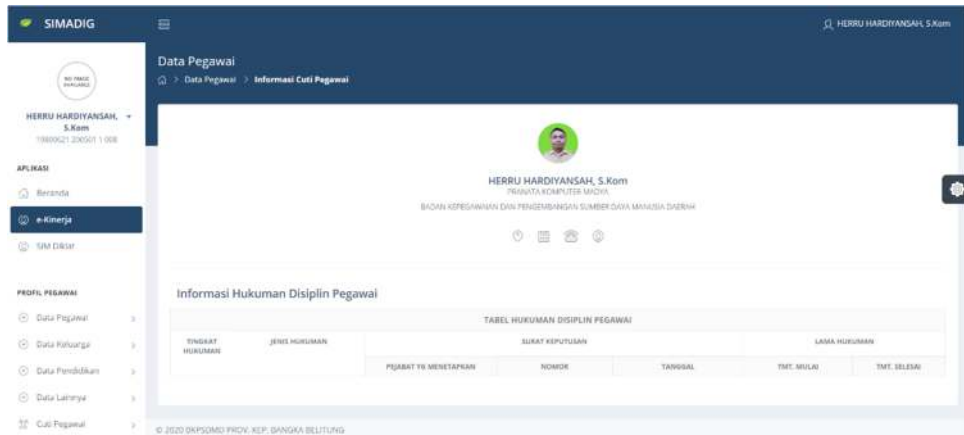 SIMADIG
HERRU HARDIYANSAH, S.Kom
NO IMAGE
AVAILABLE
HERRU HARDIYANSAH,
S.Kom
APLIKASI
Beranda
e-Kinerja
SIM Diklat
PROFIL PEGAWAI
Data Pegawai
Data Keluarga
Data Pendidikan
Data Lainnya
Cuti Pegawai
Data Pegawai
> Data Pegawai > Informasi Cuti Pegawai
HERRU HARDIYANSAH, S.Kom
PRANATA KOMPUTER MADYA
BADAN KEPEGAWAIAN DAN PENGEMBANGAN SUMBER DAYA MANUSIA DAERAH
Informasi Hukuman Disiplin Pegawai
TABEL HUKUMAN DISIPLIN PEGAWAI
TINGKAT HUKUMAN
JENIS HUKUMAN
SURAT KEPUTUSAN
LAMA HUKUMAN
PEJABAT YG MENETAPKAN
NOMOR
TANGGAL
TMT. MULAI
TMT. SELESAI
© 2020 BKPSDMD PROV. KEP. BANGKA BELITUNG